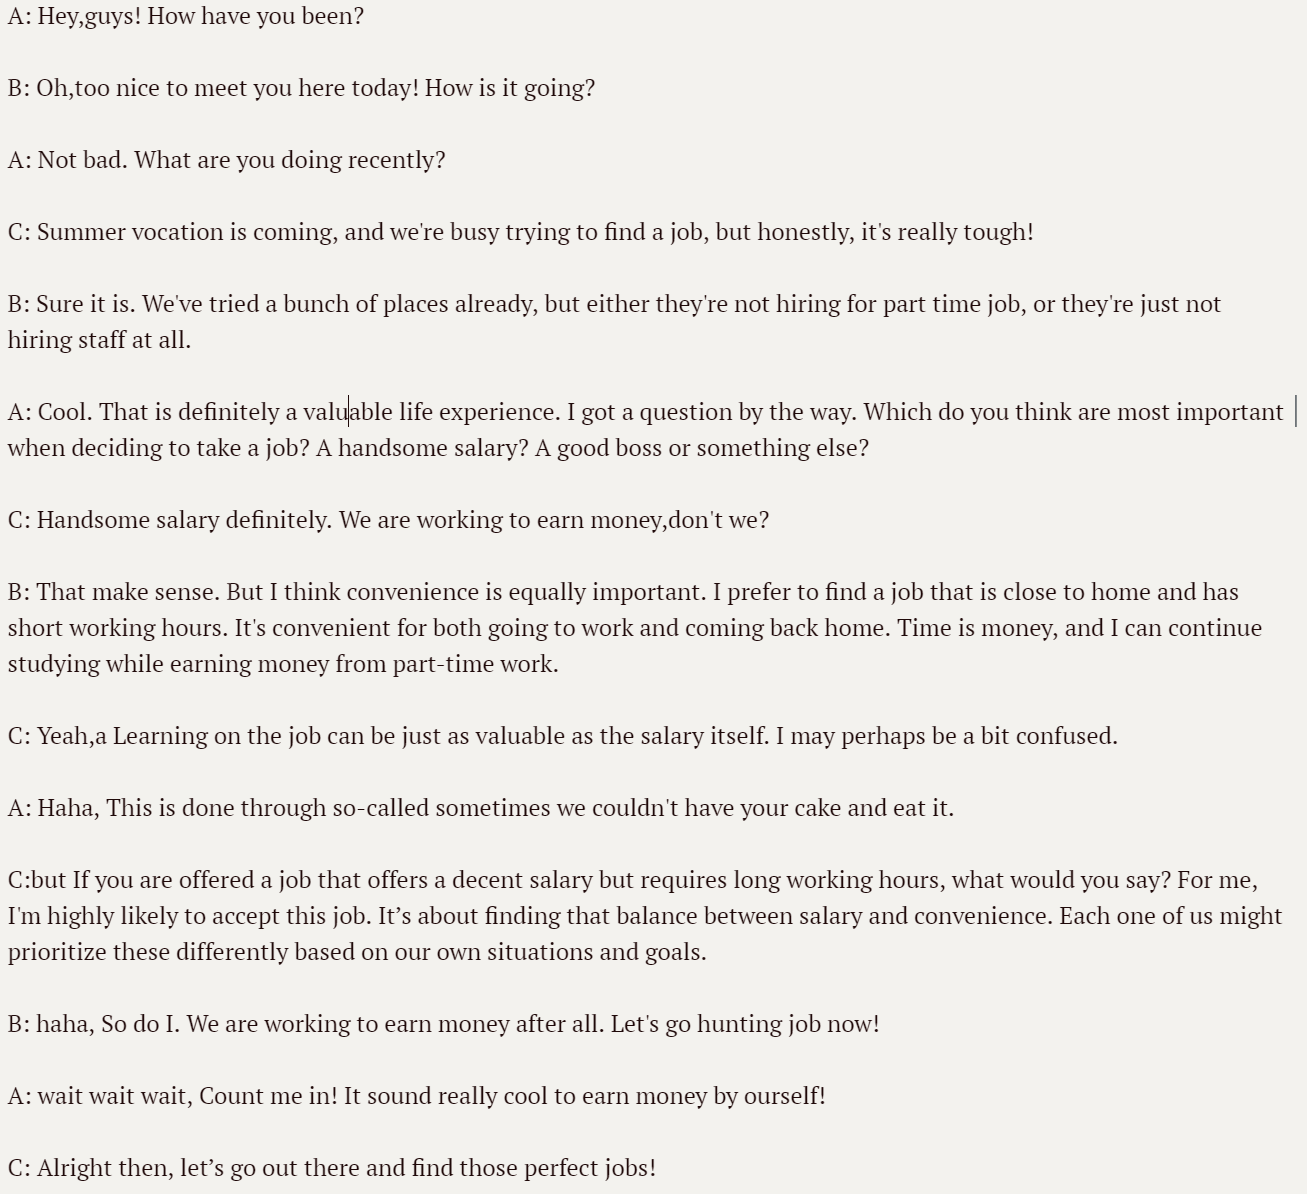 A: Hey,guys! How have you been?
B: Oh,too nice to meet you here today! How is it going?
A: Not bad. What are you doing recently?
C: Summer vocation is coming, and we're busy trying to find a job, but honestly, it's really tough!
B: Sure it is. We've tried a bunch of places already, but either they're not hiring for part time job, or they're just not
hiring staff at all.
A: Cool. That is definitely a valuable life experience. I got a question by the way. Which do you think are most important
when deciding to take a job? A handsome salary? A good boss or something else?
C: Handsome salary definitely. We are working to earn money,don't we?
B: That make sense. But I think convenience is equally important. I prefer to find a job that is close to home and has
short working hours. It's convenient for both going to work and coming back home. Time is money, and I can continue
studying while earning money from part-time work.
C: Yeah,a Learning on the job can be just as valuable as the salary itself. I may perhaps be a bit confused.
A: Haha, This is done through so-called sometimes we couldn't have your cake and eat it.
C:but If you are offered a job that offers a decent salary but requires long working hours, what would you say? For me,
I'm highly likely to accept this job. It’s about finding that balance between salary and convenience. Each one of us might
prioritize these differently based on our own situations and goals.
B: haha, So do I. We are working to earn money after all. Let's go hunting job now!
A: wait wait wait, Count me in! It sound really cool to earn money by ourself!
C: Alright then, let’s go out there and find those perfect jobs!